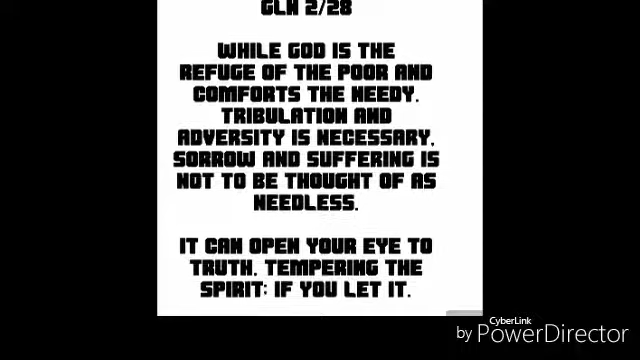 GLH 2/28
WHILE GOD IS THE
REFUGE OF THE POOR AND
COMFORTS THE NEEDY.
TRIBULATION AND
ADVERSITY IS NECESSARY,
SORROW AND SUFFERING IS
NOT TO BE THOUGHT OF AS
NEEDLESS.
IT CAN OPEN YOUR EYE TO
TRUTH, TEMPERING THE
SPIRIT; IF YOU LET IT.
CyberLink
by PowerDirector